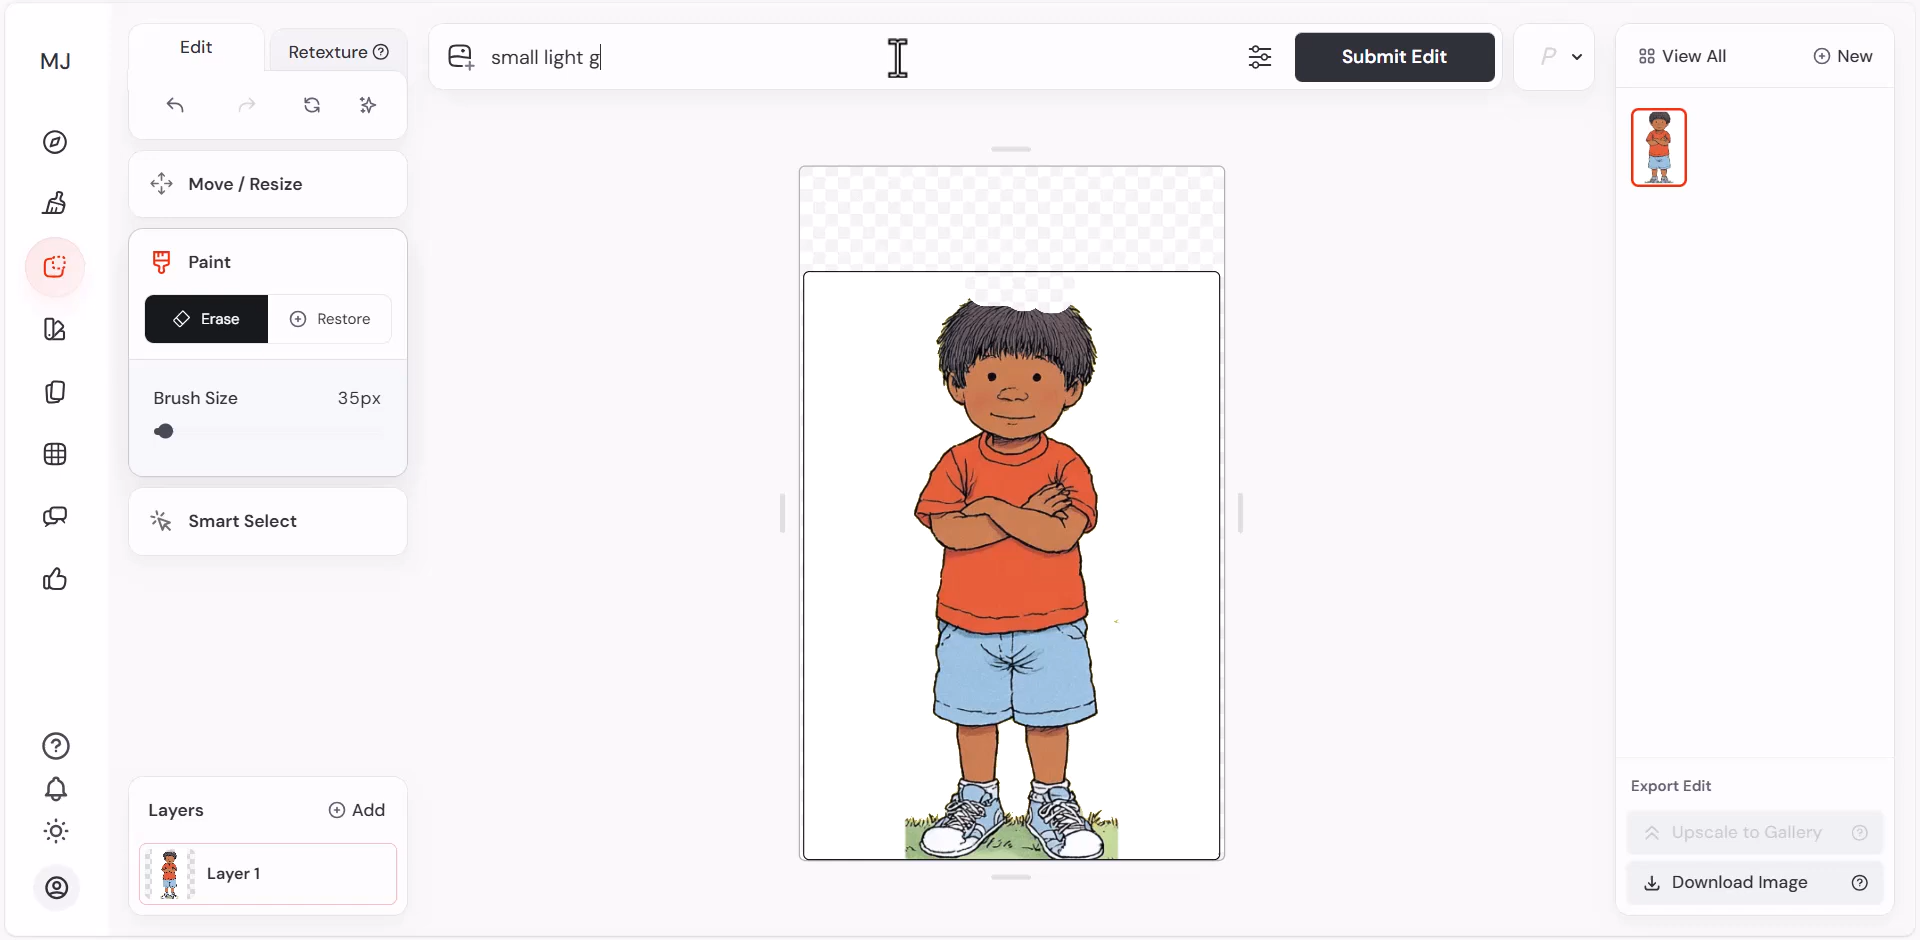 MJ
Edit
Retexture
small light g
Submit Edit
P
View All
New
Move / Resize
Paint
Erase
Restore
Brush Size
35px
Smart Select
Layers
Add
Layer 1
Export Edit
Upscale to Gallery
Download Image